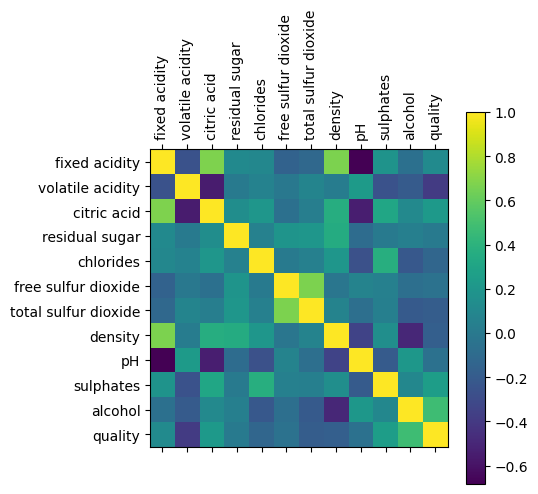 fixed acidity
volatile acidity
citric acid
residual sugar
chlorides
free sulfur dioxide
total sulfur dioxide
density
pH
sulphates
alcohol
quality
fixed acidity
volatile acidity
citric acid
residual sugar
chlorides
free sulfur dioxide
total sulfur dioxide
density
pH
sulphates
alcohol
quality
1.0
0.8
0.6
0.4
0.2
0.0
−0.2
−0.4
−0.6